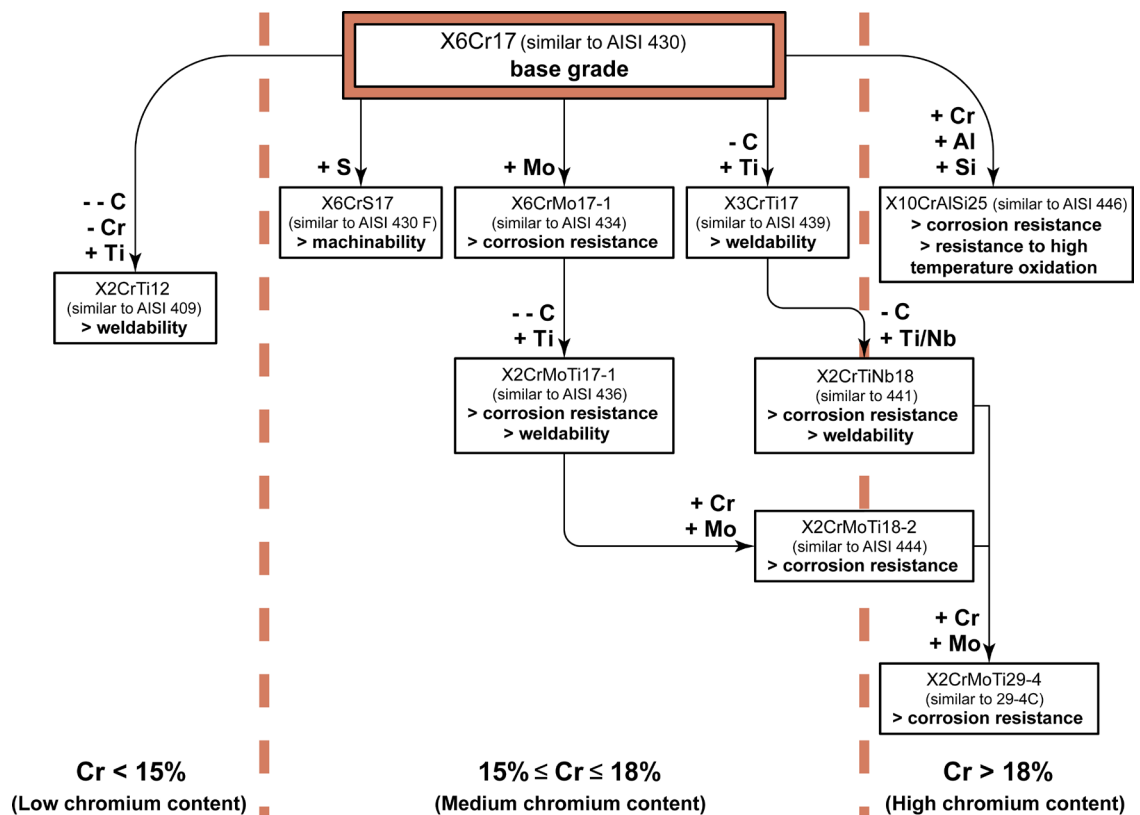 X6Cr17 (similar to AISI 430)
base grade
+ S
+ Mo
- C
+ Ti
+ Cr
+ Al
+ Si
- - C
- Cr
+ Ti
X6CrS17
(similar to AISI 430 F)
> machinability
X6CrMo17-1
(similar to AISI 434)
> corrosion resistance
X3CrTi17
(similar to AISI 439)
> weldability
X10CrAlSi25 (similar to AISI 446)
> corrosion resistance
> resistance to high
temperature oxidation
X2CrTi12
(similar to AISI 409)
> weldability
- - C
+ Ti
- C
+ Ti/Nb
X2CrMoTi17-1
(similar to AISI 436)
> corrosion resistance
> weldability
X2CrTiNb18
(similar to 441)
> corrosion resistance
> weldability
+ Cr
+ Mo
X2CrMoTi18-2
(similar to AISI 444)
> corrosion resistance
+ Cr
+ Mo
X2CrMoTi29-4
(similar to 29-4C)
> corrosion resistance
Cr < 15%
(Low chromium content)
15% ≤ Cr ≤ 18%
(Medium chromium content)
Cr > 18%
(High chromium content)